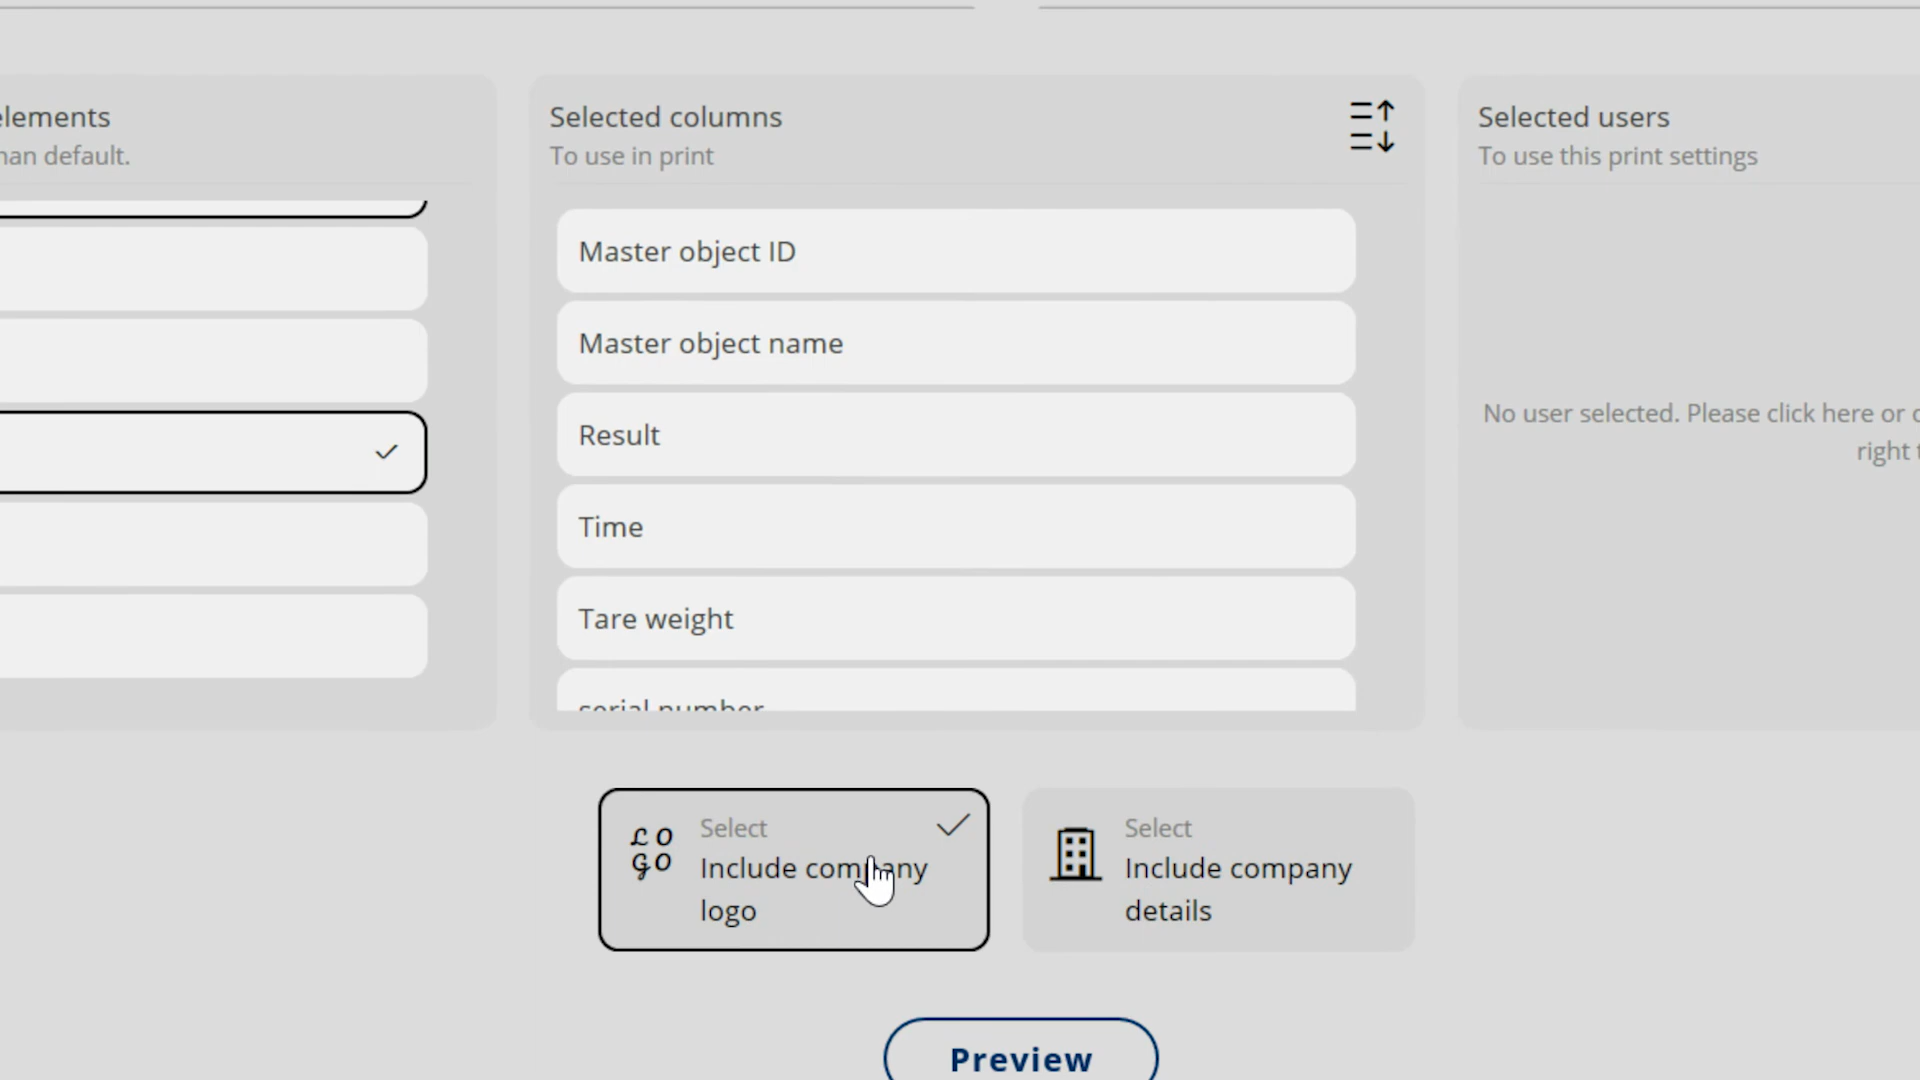 elements
han default.
Selected columns
To use in print
Master object ID
Master object name
Result
Time
Tare weight
serial number
Selected users
To use this print settings
No user selected. Please click here or
right
LO
GO
Select
Include company
logo
Select
Include company
details
Preview